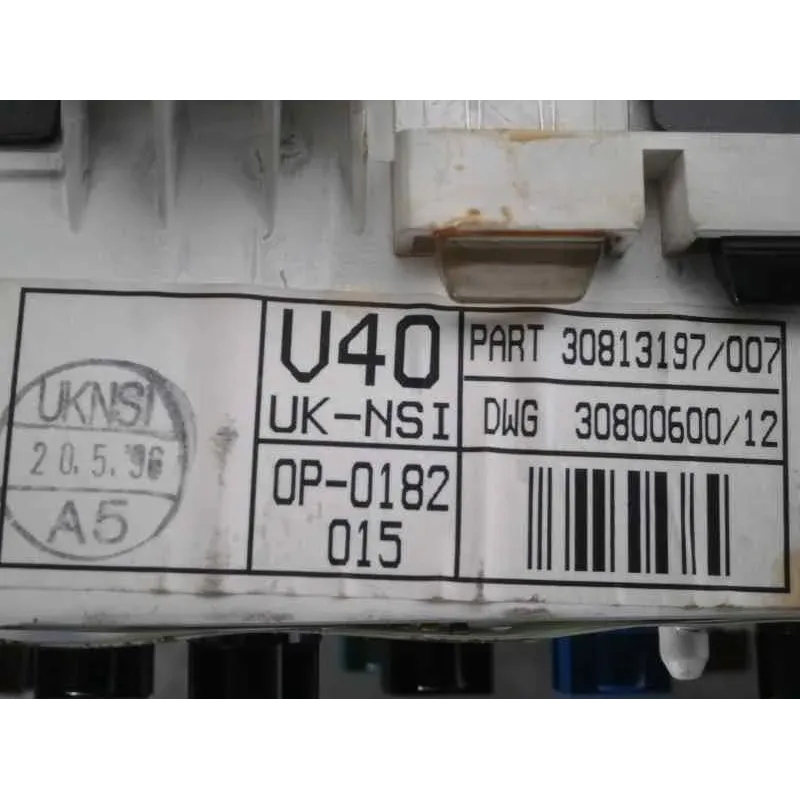 UKNSI
20.5.'96
A5
V40
UK-NSI
OP-0182
015
PART 30813197/007
DWG 30800600/12